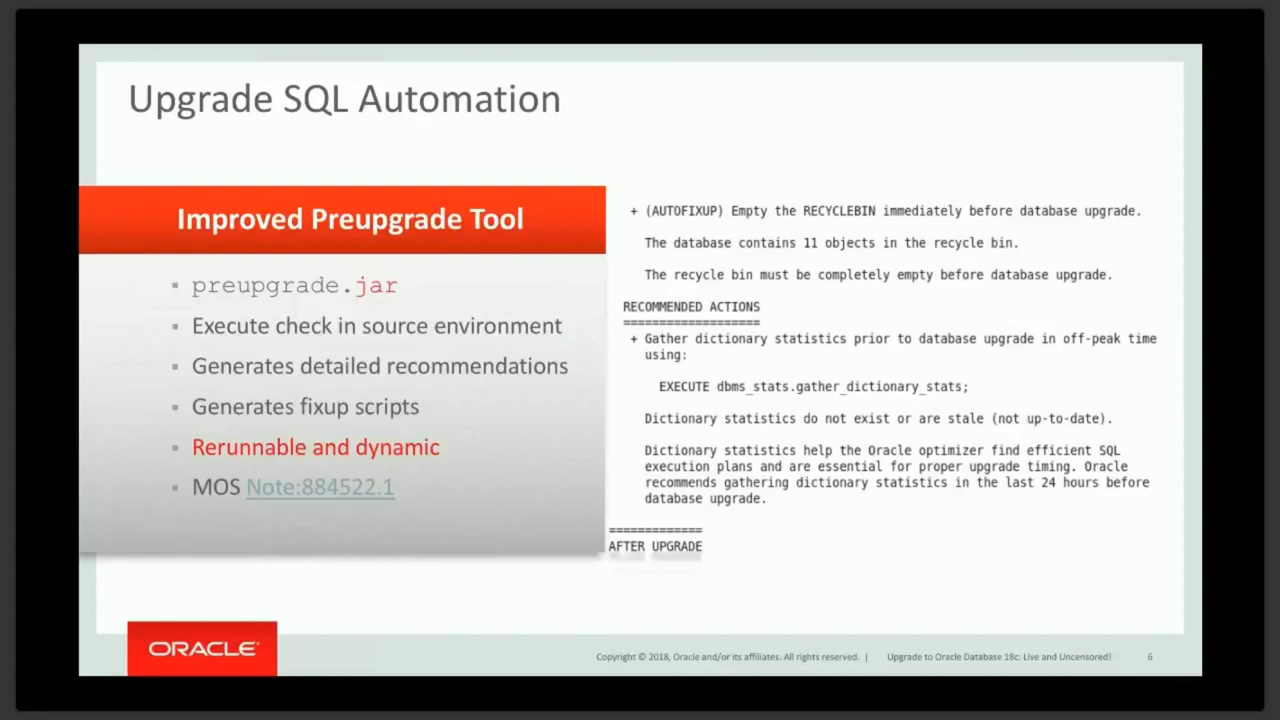 Upgrade SQL Automation
Improved Preupgrade Tool
▪ preupgrade.jar
▪ Execute check in source environment
▪ Generates detailed recommendations
▪ Generates fixup scripts
▪ Rerunnable and dynamic
▪ MOS Note:884522.1
+ (AUTOFIXUP) Empty the RECYCLEBIN immediately before database upgrade.
The database contains 11 objects in the recycle bin.
The recycle bin must be completely empty before database upgrade.
RECOMMENDED ACTIONS
===================
+ Gather dictionary statistics prior to database upgrade in off-peak time
using:
EXECUTE dbms_stats.gather_dictionary_stats;
Dictionary statistics do not exist or are stale (not up-to-date).
Dictionary statistics help the Oracle optimizer find efficient SQL
execution plans and are essential for proper upgrade timing. Oracle
recommends gathering dictionary statistics in the last 24 hours before
database upgrade.
=============
AFTER UPGRADE
ORACLE®
Copyright © 2018, Oracle and/or its affiliates. All rights reserved. | Upgrade to Oracle Database 18c: Live and Uncensored! 6